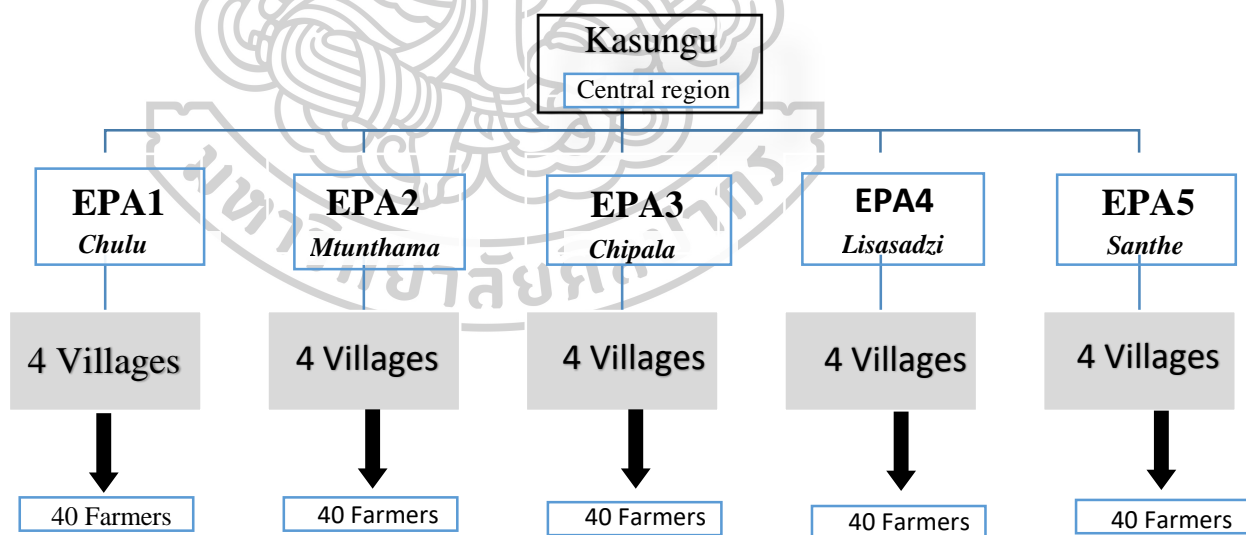 Kasungu
Central region
EPA1
Chulu
EPA2
Mtunthama
EPA3
Chipala
EPA4
Lisasadzi
EPA5
Santhe
4 Villages
4 Villages
4 Villages
4 Villages
4 Villages
40 Farmers
40 Farmers
40 Farmers
40 Farmers
40 Farmers